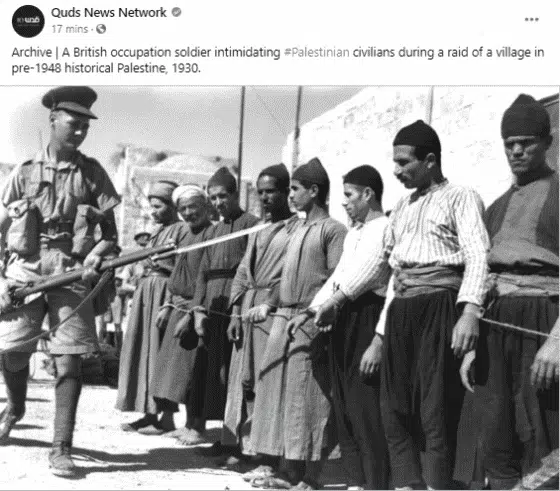 Quds News Network
17 mins ·
Archive | A British occupation soldier intimidating #Palestinian civilians during a raid of a village in
pre-1948 historical Palestine, 1930.